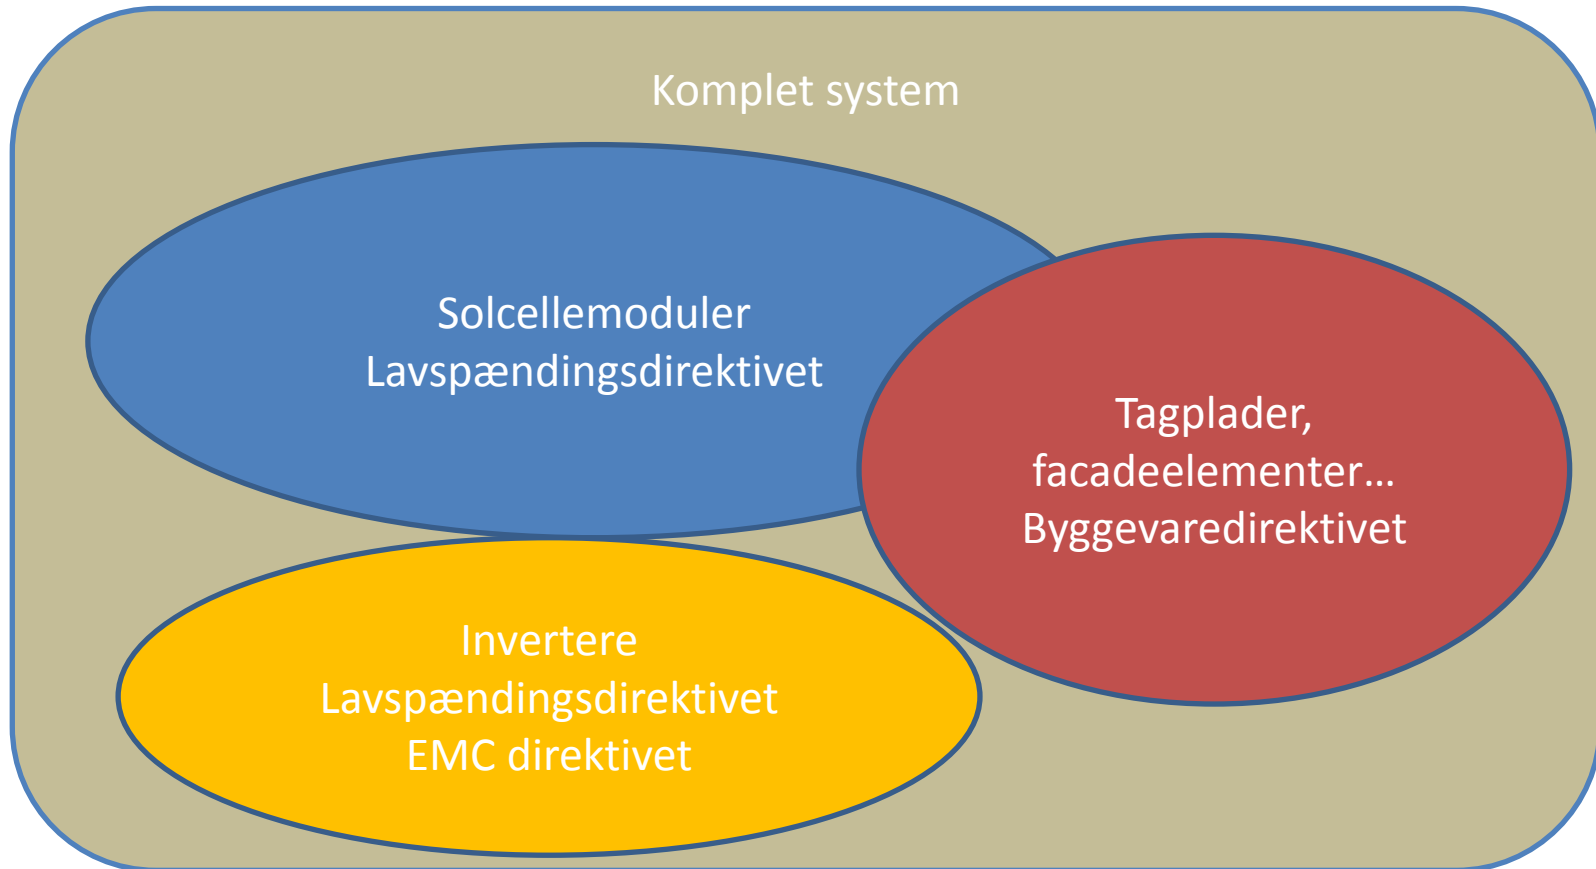 Komplet system
Solcellemoduler
Lavspændingsdirektivet
Tagplader,
facadeelementer...
Byggevaredirektivet
Invertere
Lavspændingsdirektivet
EMC direktivet